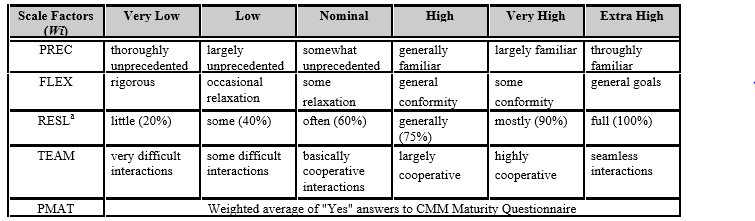 Scale Factors Very Low Low Nominal High Very High Extra High
(Wi)
PREC thoroughly largely somewhat generally largely familiar throughly
unprecedented unprecedented unprecedented familiar familiar
FLEX rigorous occasional some general some general goals
relaxation relaxation conformity conformity
RESLa little (20%) some (40%) often (60%) generally mostly (90%) full (100%)
(75%)
TEAM very difficult some difficult basically largely highly seamless
interactions interactions cooperative cooperative cooperative interactions
interactions
PMAT Weighted average of "Yes" answers to CMM Maturity Questionnaire